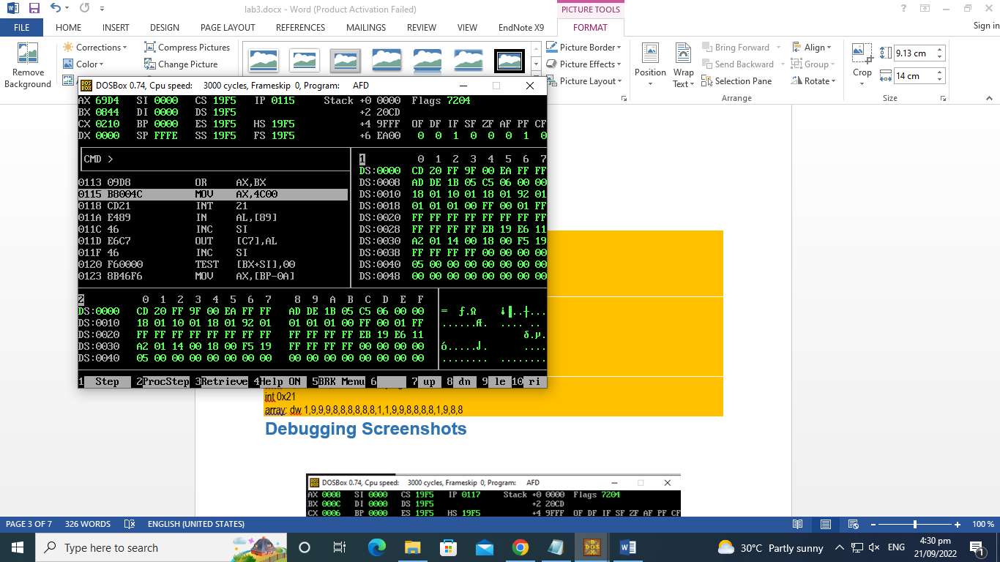 lab3.docx - Word (Product Activation Failed)
PICTURE TOOLS
FILE HOME INSERT DESIGN PAGE LAYOUT REFERENCES MAILINGS REVIEW VIEW EndNote X9 FORMAT Sign in
Remove Background
Corrections
Color
Compress Pictures
Change Picture
Picture Border
Picture Effects
Picture Layout
Position
Wrap Text
Bring Forward
Send Backward
Selection Pane
Align
Group
Rotate
Arrange
Crop
9.13 cm
14 cm
Size
DOSBox 0.74, Cpu speed: 3000 cycles, Frameskip 0, Program: AFD
AX 69D4 SI 0000 CS 19F5 IP 0115 Stack +0 0000 Flags 7204
BX 0844 DI 0000 DS 19F5 +2 20CD
CX 0210 BP 0000 ES 19F5 HS 19F5 +4 9FFF OF DF IF SF ZF AF PF CF
DX 0000 SP FFFE SS 19F5 FS 19F5 +6 EA00 0 0 1 0 0 0 1 0
CMD >
0113 09D8 OR AX,BX
0115 B8004C MOV AX,4C00
0118 CD21 INT 21
011A E489 IN AL,[89]
011C 46 INC SI
011D E6C7 OUT [C7],AL
011F 46 INC SI
0120 F60000 TEST [BX+SI],00
0123 8B46F6 MOV AX,[BP-0A]
1 0 1 2 3 4 5 6 7
DS:0000 CD 20 FF 9F 00 EA FF FF
DS:0008 AD DE 1B 05 C5 06 00 00
DS:0010 18 01 10 01 18 01 92 01
DS:0018 01 01 01 00 FF 00 01 FF
DS:0020 FF FF FF FF FF FF FF FF
DS:0028 FF FF FF FF EB 19 E6 11
DS:0030 A2 01 14 00 18 00 F5 19
DS:0038 FF FF FF FF 00 00 00 00
DS:0040 05 00 00 00 00 00 00 00
DS:0048 00 00 00 00 00 00 00 00
2 0 1 2 3 4 5 6 7 8 9 A B C D E F
DS:0000 CD 20 FF 9F 00 EA FF FF AD DE 1B 05 C5 06 00 00 = ƒ.Ω ¡▐..┼...
DS:0010 18 01 10 01 18 01 92 01 01 01 01 00 FF 00 01 FF ......Æ. .... ..
DS:0020 FF FF FF FF FF FF FF FF FF FF FF FF EB 19 E6 11 δ.µ.
DS:0030 A2 01 14 00 18 00 F5 19 FF FF FF FF 00 00 00 00 ó.....⌡. ....
DS:0040 05 00 00 00 00 00 00 00 00 00 00 00 00 00 00 00 ........ ........
1 Step 2ProcStep 3Retrieve 4Help ON 5BRK Menu 6 7 up 8 dn 9 le 10 ri
int 0x21
array: dw 1,9,9,9,8,8,8,8,8,8,1,1,9,9,8,8,8,8,1,9,8,8
Debugging Screenshots
DOSBox 0.74, Cpu speed: 3000 cycles, Frameskip 0, Program: AFD
AX 0008 SI 0000 CS 19F5 IP 0117 Stack +0 0000 Flags 7204
BX 000C DI 0000 DS 19F5 +2 20CD
CX 0006 BP 0000 ES 19F5 HS 19F5 +4 9FFF OF DF IF SF ZF AF PF CF
PAGE 3 OF 7 326 WORDS ENGLISH (UNITED STATES) 100 %
Type here to search
30°C Partly sunny
ENG
4:30 pm
21/09/2022
1